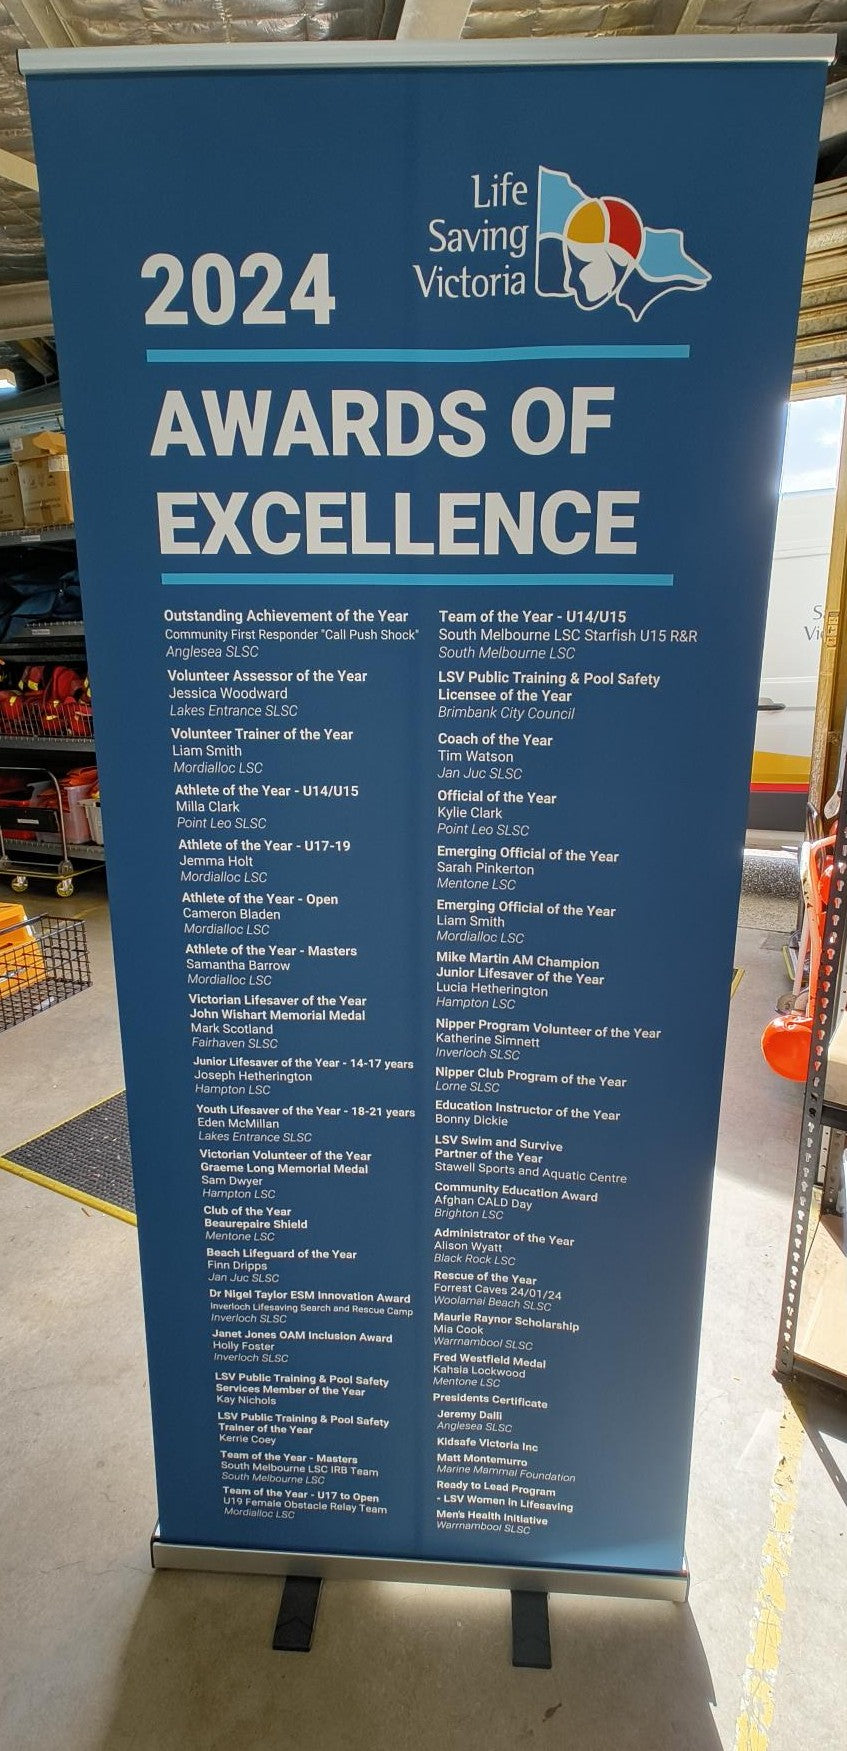 Life
Saving
Victoria
2024
AWARDS OF
EXCELLENCE
Outstanding Achievement of the Year
Community First Responder "Call Push Shock"
Anglesea SLSC
Volunteer Assessor of the Year
Jessica Woodward
Lakes Entrance SLSC
Volunteer Trainer of the Year
Liam Smith
Mordialloc LSC
Athlete of the Year - U14/U15
Milla Clark
Point Leo SLSC
Athlete of the Year - U17-19
Jemma Holt
Mordialloc LSC
Athlete of the Year - Open
Cameron Bladen
Mordialloc LSC
Athlete of the Year - Masters
Samantha Barrow
Mordialloc LSC
Victorian Lifesaver of the Year
John Wishart Memorial Medal
Mark Scotland
Fairhaven SLSC
Junior Lifesaver of the Year - 14-17 years
Joseph Hetherington
Hampton LSC
Youth Lifesaver of the Year - 18-21 years
Eden McMillan
Lakes Entrance SLSC
Victorian Volunteer of the Year
Graeme Long Memorial Medal
Sam Dwyer
Hampton LSC
Club of the Year
Beaurepaire Shield
Mentone LSC
Beach Lifeguard of the Year
Finn Dripps
Jan Juc SLSC
Dr Nigel Taylor ESM Innovation Award
Inverloch Lifesaving Search and Rescue Camp
Inverloch SLSC
Janet Jones OAM Inclusion Award
Holly Foster
Inverloch SLSC
LSV Public Training & Pool Safety
Services Member of the Year
Kay Nichols
LSV Public Training & Pool Safety
Trainer of the Year
Kerrie Coey
Team of the Year - Masters
South Melbourne LSC IRB Team
South Melbourne LSC
Team of the Year - U17 to Open
U19 Female Obstacle Relay Team
Mordialloc LSC
Team of the Year - U14/U15
South Melbourne LSC Starfish U15 R&R
South Melbourne LSC
LSV Public Training & Pool Safety
Licensee of the Year
Brimbank City Council
Coach of the Year
Tim Watson
Jan Juc SLSC
Official of the Year
Kylie Clark
Point Leo SLSC
Emerging Official of the Year
Sarah Pinkerton
Mentone LSC
Emerging Official of the Year
Liam Smith
Mordialloc LSC
Mike Martin AM Champion
Junior Lifesaver of the Year
Lucia Hetherington
Hampton LSC
Nipper Program Volunteer of the Year
Katherine Simnett
Inverloch SLSC
Nipper Club Program of the Year
Lorne SLSC
Education Instructor of the Year
Bonny Dickie
LSV Swim and Survive
Partner of the Year
Stawell Sports and Aquatic Centre
Community Education Award
Afghan CALD Day
Brighton LSC
Administrator of the Year
Alison Wyatt
Black Rock LSC
Rescue of the Year
Forrest Caves 24/01/24
Woolamai Beach SLSC
Maurie Raynor Scholarship
Mia Cook
Warrnambool SLSC
Fred Westfield Medal
Kahsia Lockwood
Mentone LSC
Presidents Certificate
Jeremy Dalli
Anglesea SLSC
Kidsafe Victoria Inc
Matt Montemurro
Marine Mammal Foundation
Ready to Lead Program
- LSV Women in Lifesaving
Men's Health Initiative
Warrnambool SLSC